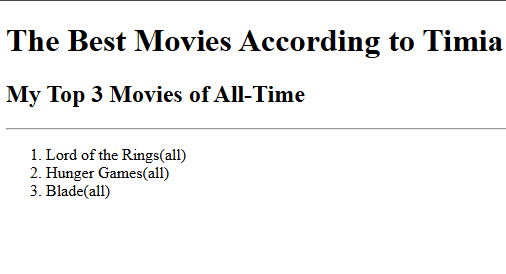 The Best Movies According to Timia
My Top 3 Movies of All-Time
1. Lord of the Rings(all)
2. Hunger Games(all)
3. Blade(all)